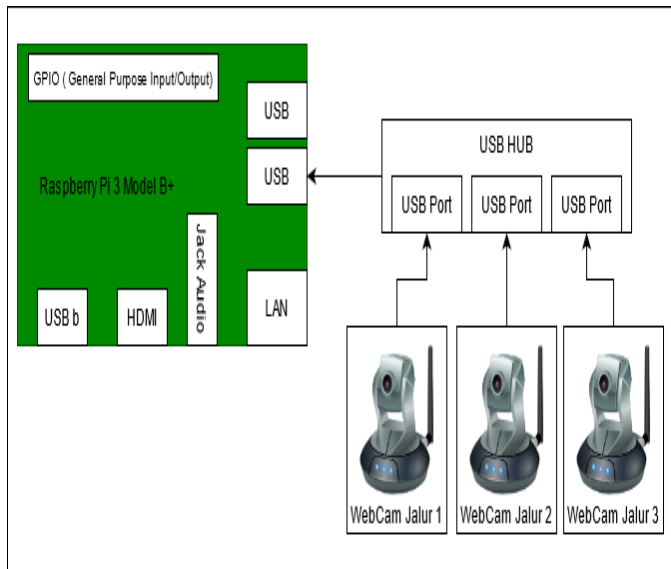 GPIO ( General Purpose Input/Output)
USB
USB HUB
USB
Raspberry Pi 3 Model B+
USB Port
USB Port
USB Port
Jack Audio
USB b
HDMI
LAN
WebCam Jalur 1
WebCam Jalur 2
WebCam Jalur 3